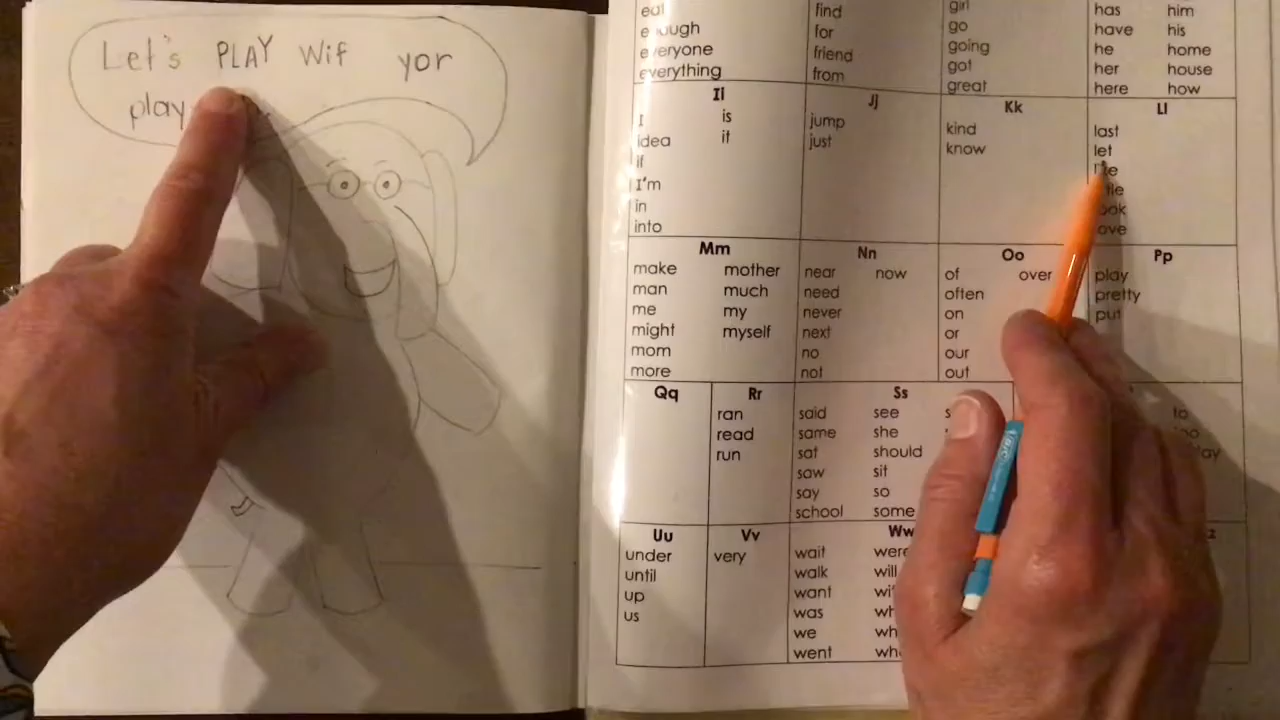 Let's PLAY Wif yor
play
eat
enough
everyone
everything
find
for
friend
from
girl
go
going
got
great
has him
have his
he home
her house
here how
Ii
I is
idea it
if
I'm
in
into
Jj
jump
just
Kk
kind
know
Ll
last
let
Mm
make mother
man much
me my
might myself
mom
more
Nn
near now
need
never
next
no
not
Oo
of over
often
on
or
our
out
Pp
play
pretty
put
Qq
Rr
ran
read
run
Ss
said see
same she
sat should
saw sit
say so
school some
to
Uu
under
until
up
us
Vv
very
Ww
wait were
walk will
want
was
we
went